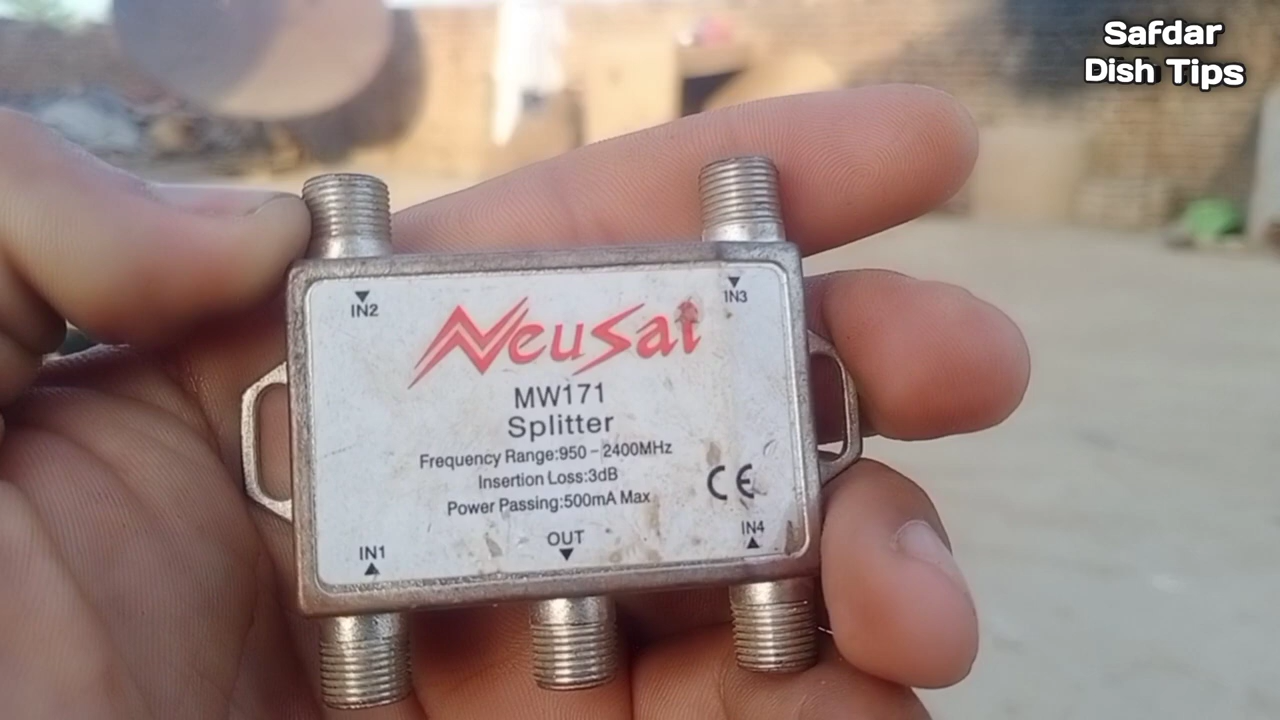 Safdar
Dish Tips
IN2
IN3
NeuSat
MW171
Splitter
Frequency Range:950 - 2400MHz
Insertion Loss:3dB
Power Passing:500mA Max
CE
IN1
OUT
IN4